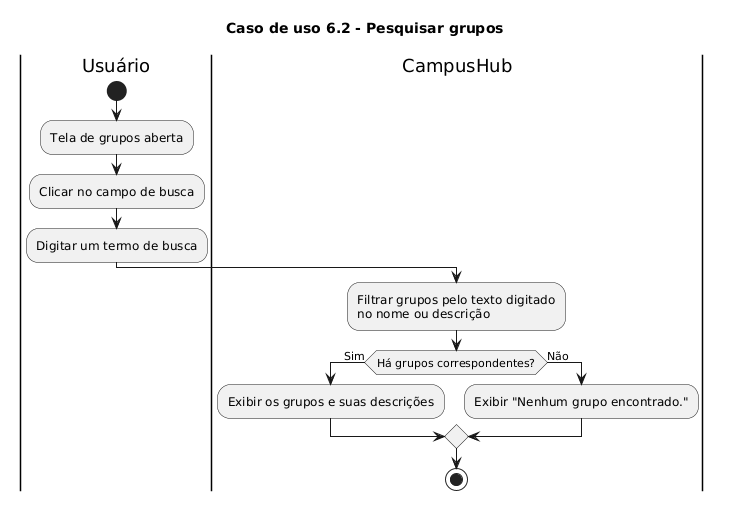 Caso de uso 6.2 - Pesquisar grupos
Usuário
CampusHub
Tela de grupos aberta
Clicar no campo de busca
Digitar um termo de busca
Filtrar grupos pelo texto digitado
no nome ou descrição
Há grupos correspondentes?
Sim
Não
Exibir os grupos e suas descrições
Exibir "Nenhum grupo encontrado."